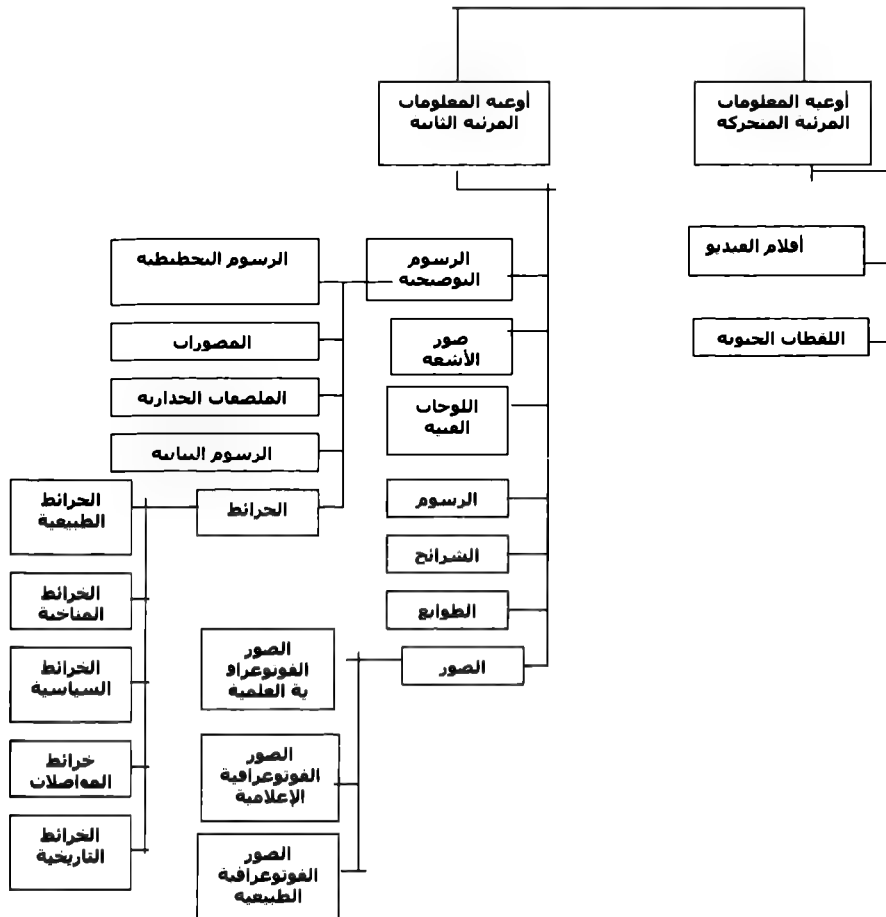 أوعية المعلومات
المرئية المتحركة
أوعية المعلومات
المرئية الثابتة
أفلام الفيديو
اللقطات الحيوية
الرسوم
التوضيحية
صور
الأشعة
اللوحات
الفنية
الرسوم
الشرائح
الطوابع
الصور
الرسوم التخطيطية
المصورات
الملصقات الجدارية
الرسوم البيانية
الخرائط
الخرائط
الطبيعية
الخرائط
المناخية
الخرائط
السياسية
خرائط
المواصلات
الخرائط
التاريخية
الصور
الفوتوغراف
ية العلمية
الصور
الفوتوغرافية
الإعلامية
الصور
الفوتوغرافية
الطبيعية